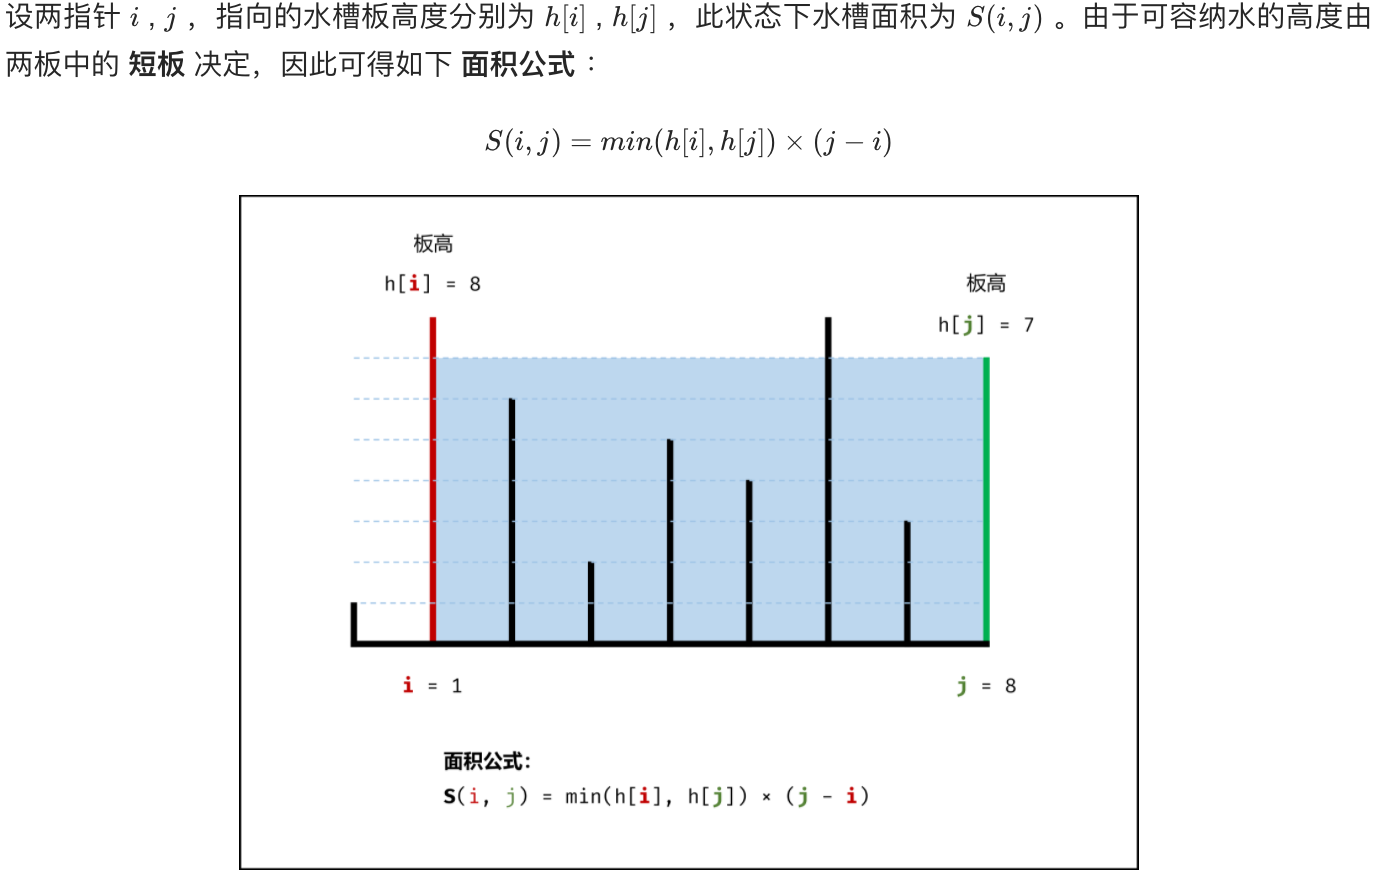 设两指针 i , j ，指向的水槽板高度分别为 h[i] , h[j] ，此状态下水槽面积为 S(i, j) 。由于可容纳水的高度由
两板中的 短板 决定，因此可得如下 面积公式 ：
S(i, j) = min(h[i], h[j]) × (j − i)
板高
h[i] = 8
板高
h[j] = 7
i = 1
j = 8
面积公式:
S(i, j) = min(h[i], h[j]) × (j - i)